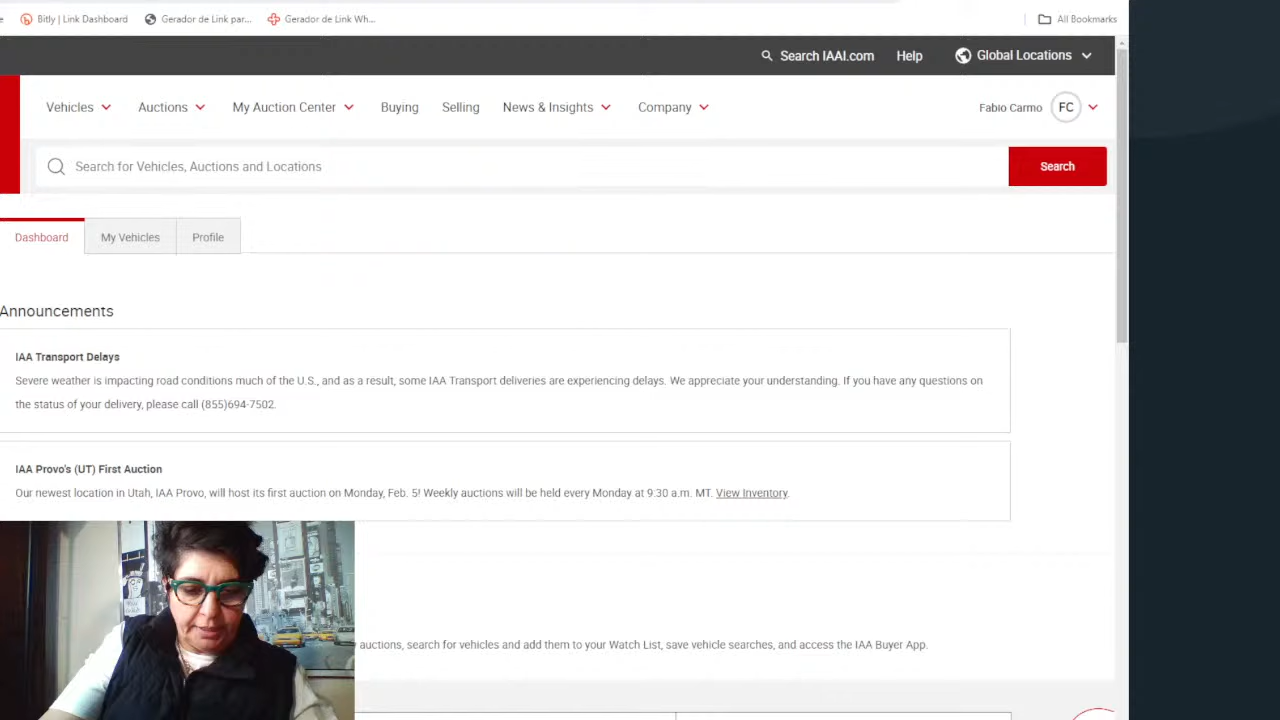 Bitly | Link Dashboard Gerador de Link par... Gerador de Link Wh... All Bookmarks
Search IAAI.com Help Global Locations
Vehicles Auctions My Auction Center Buying Selling News & Insights Company Fabio Carmo FC
Search for Vehicles, Auctions and Locations Search
Dashboard My Vehicles Profile
Announcements
IAA Transport Delays
Severe weather is impacting road conditions much of the U.S., and as a result, some IAA Transport deliveries are experiencing delays. We appreciate your understanding. If you have any questions on
the status of your delivery, please call (855)694-7502.
IAA Provo's (UT) First Auction
Our newest location in Utah, IAA Provo, will host its first auction on Monday, Feb. 5! Weekly auctions will be held every Monday at 9:30 a.m. MT. View Inventory.
auctions, search for vehicles and add them to your Watch List, save vehicle searches, and access the IAA Buyer App.